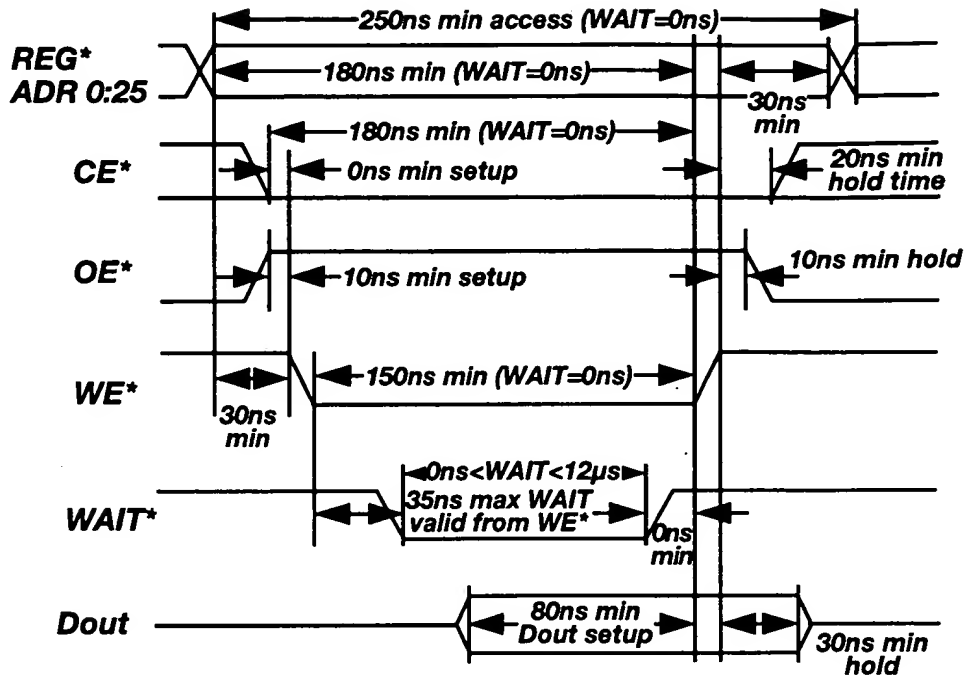 250ns min access (WAIT=0ns)
REG*
ADR 0:25
180ns min (WAIT=0ns)
30ns
min
180ns min (WAIT=0ns)
CE*
0ns min setup
20ns min
hold time
OE*
10ns min setup
10ns min hold
WE*
150ns min (WAIT=0ns)
30ns
min
0ns<WAIT<12µs
WAIT*
35ns max WAIT
valid from WE*
0ns
min
Dout
80ns min
Dout setup
30ns min
hold